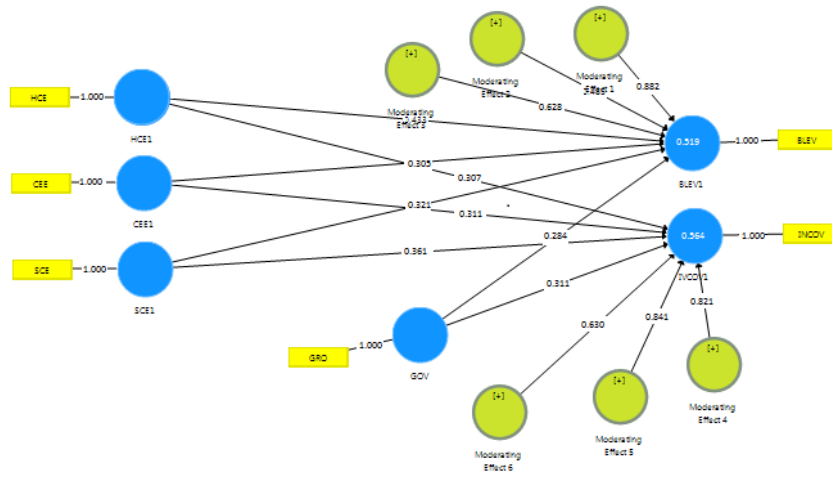 [+]
[+]
[+]
Moderating
Effect 1
Moderating
Effect 2
Moderating
Effect 3
0.882
0.628
HCE
1.000
HCE1
0.519
BLEV1
1.000
BLEV
0.305
0.307
CEE
1.000
CEE1
0.321
0.311
0.564
1.000
INCOV
0.284
0.361
SCE
1.000
SCE1
0.311
0.821
0.841
0.630
GRO
1.000
GOV
[+]
Moderating
Effect 4
[+]
Moderating
Effect 5
[+]
Moderating
Effect 6